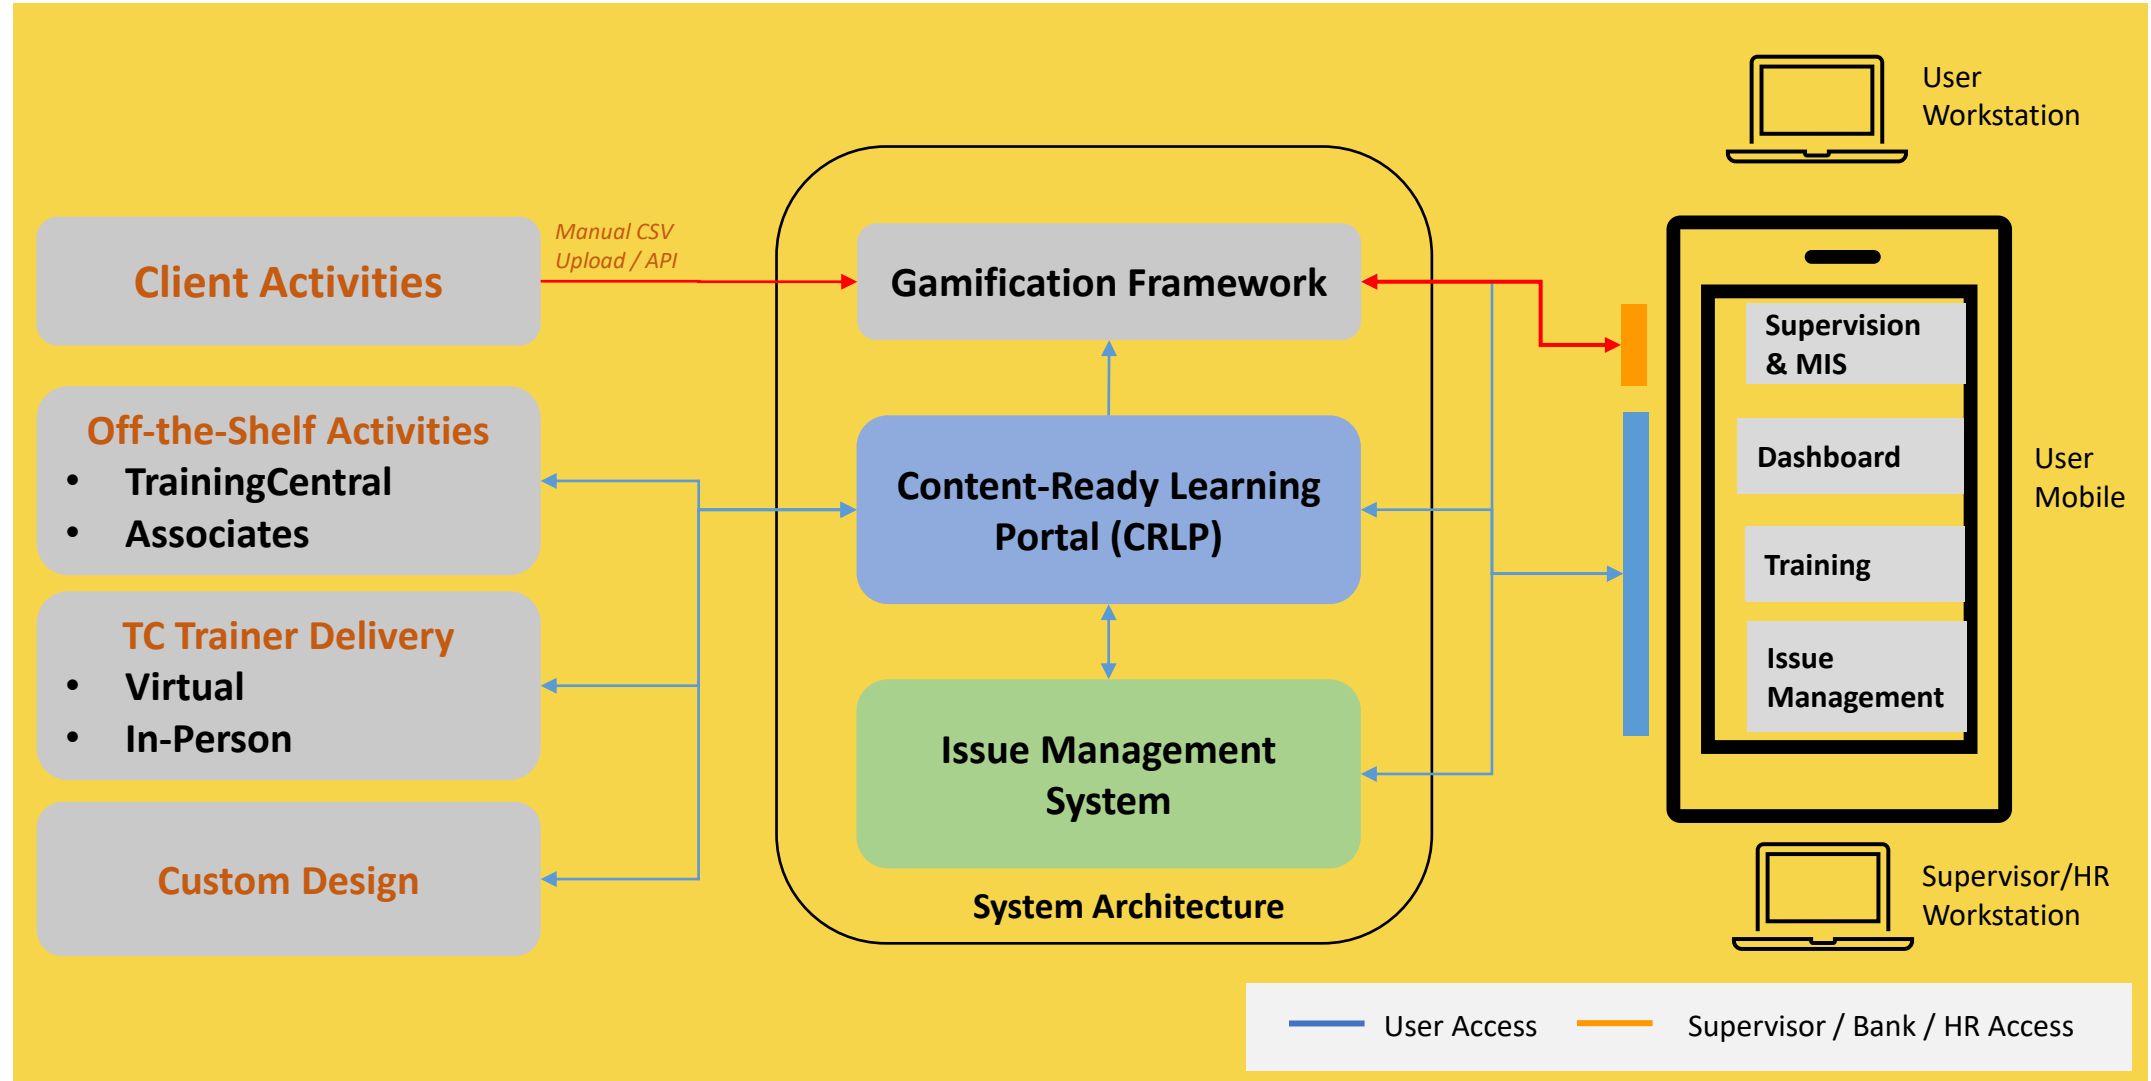 User
Workstation
Client Activities
Manual CSV
Upload / API
Gamification Framework
Supervision
& MIS
Off-the-Shelf Activities
• TrainingCentral
• Associates
Content-Ready Learning
Portal (CRLP)
Dashboard
User
Mobile
Training
TC Trainer Delivery
• Virtual
• In-Person
Issue
Management
Issue Management
System
Custom Design
System Architecture
Supervisor/HR
Workstation
User Access
Supervisor / Bank / HR Access